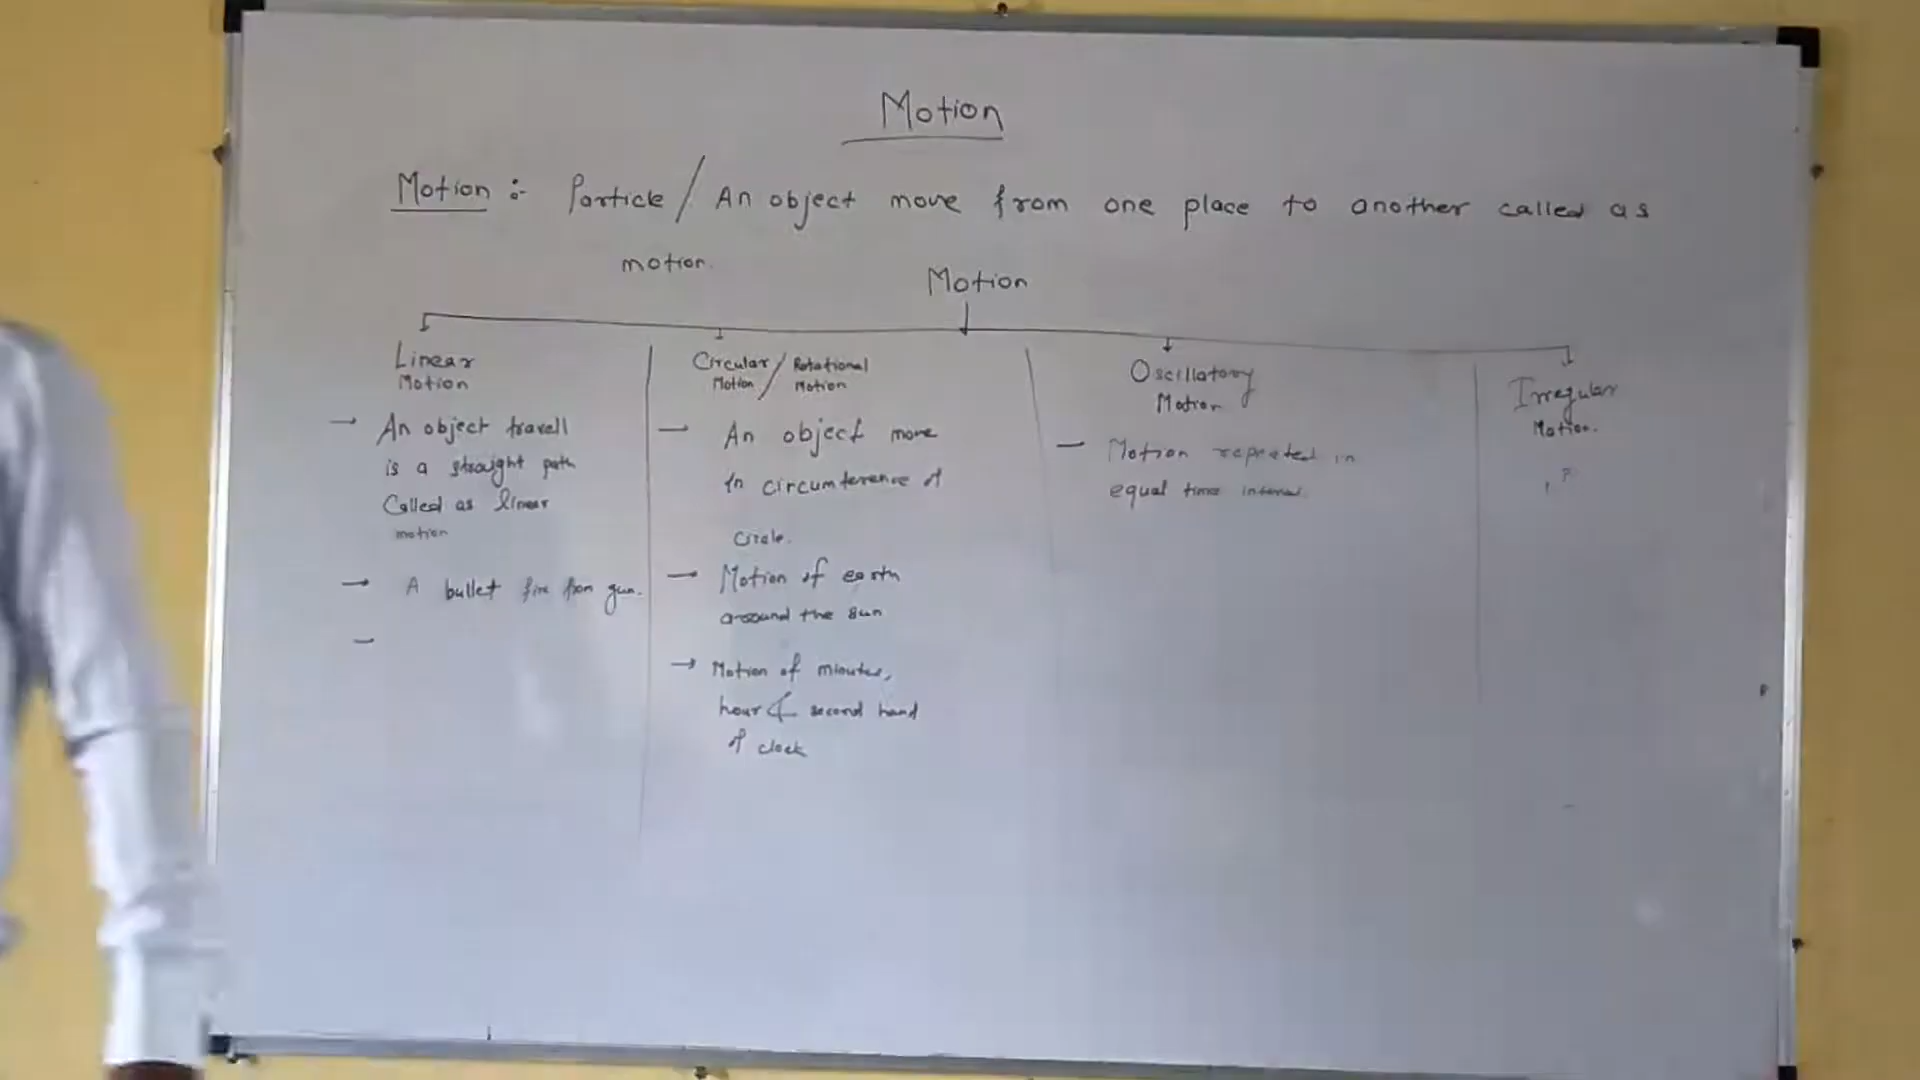 Motion
Motion :- Particle / An object move from one place to another called as
motion.
Motion
Linear
Motion
→ An object travell
is a straight path
Called as linear
motion
→ A bullet fire from gun.
Circular / Rotational
Motion / Motion
→ An object move
in circumference of
Circle.
→ Motion of earth
around the sun
→ Motion of minutes,
hour & second hand
of clock
Oscillatory
Motion
→ Motion repeated in
equal time interval
Irregular
Motion.